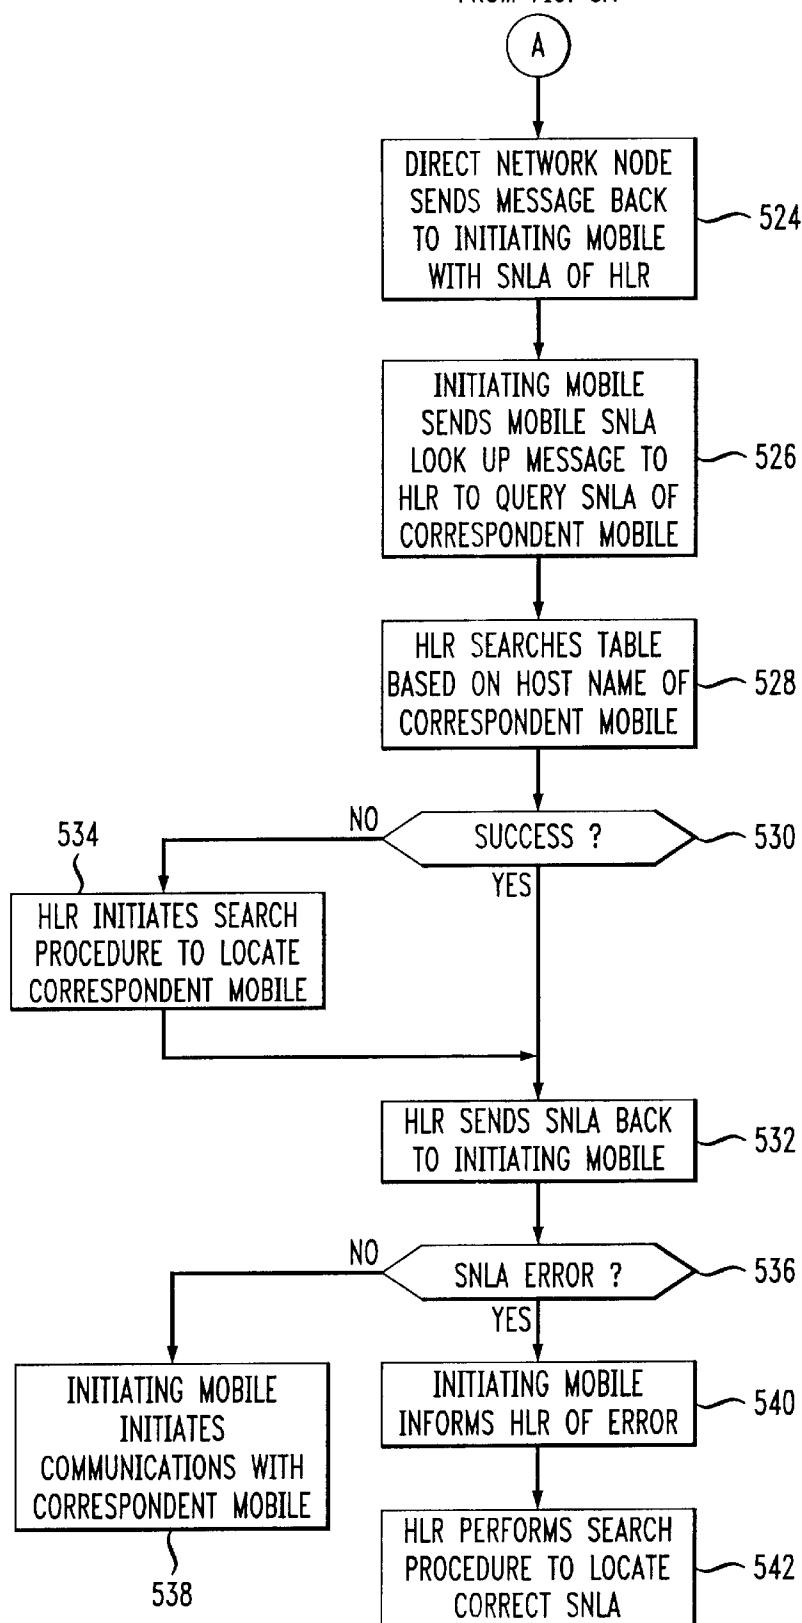 A
DIRECT NETWORK NODE
SENDS MESSAGE BACK
TO INITIATING MOBILE
WITH SNLA OF HLR
524
INITIATING MOBILE
SENDS MOBILE SNLA
LOOK UP MESSAGE TO
HLR TO QUERY SNLA OF
CORRESPONDENT MOBILE
526
HLR SEARCHES TABLE
BASED ON HOST NAME OF
CORRESPONDENT MOBILE
528
SUCCESS ?
530
NO
YES
534
HLR INITIATES SEARCH
PROCEDURE TO LOCATE
CORRESPONDENT MOBILE
HLR SENDS SNLA BACK
TO INITIATING MOBILE
532
SNLA ERROR ?
536
NO
YES
INITIATING MOBILE
INITIATES
COMMUNICATIONS WITH
CORRESPONDENT MOBILE
538
INITIATING MOBILE
INFORMS HLR OF ERROR
540
HLR PERFORMS SEARCH
PROCEDURE TO LOCATE
CORRECT SNLA
542